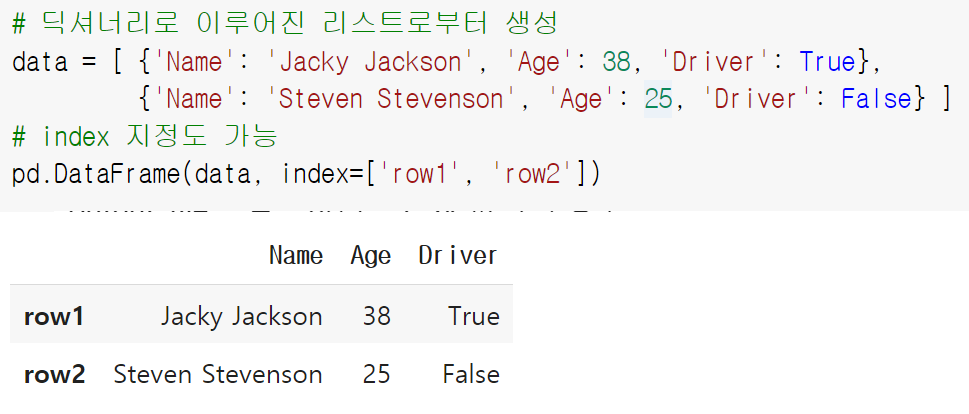 # 딕셔너리로 이루어진 리스트로부터 생성
data = [ {'Name': 'Jacky Jackson', 'Age': 38, 'Driver': True},
{'Name': 'Steven Stevenson', 'Age': 25, 'Driver': False} ]
# index 지정도 가능
pd.DataFrame(data, index=['row1', 'row2'])
Name Age Driver
row1 Jacky Jackson 38 True
row2 Steven Stevenson 25 False